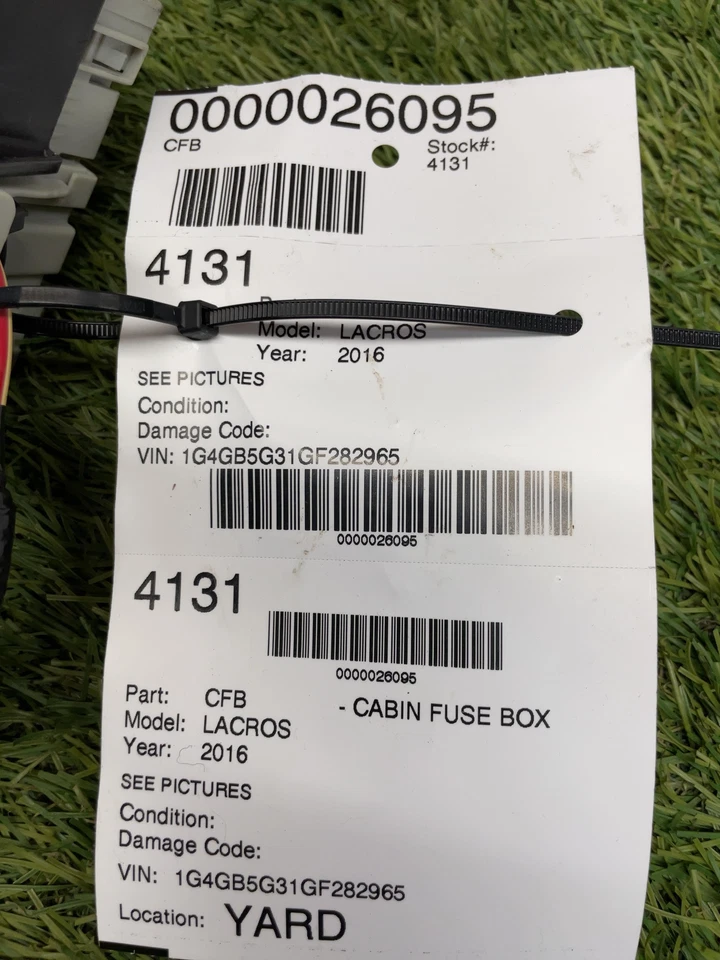 0000026095
CFB
Stock#:
4131
4131
Model: LACROS
Year: 2016
SEE PICTURES
Condition:
Damage Code:
VIN: 1G4GB5G31GF282965
0000026095
4131
0000026095
Part: CFB - CABIN FUSE BOX
Model: LACROS
Year: 2016
SEE PICTURES
Condition:
Damage Code:
VIN: 1G4GB5G31GF282965
Location: YARD